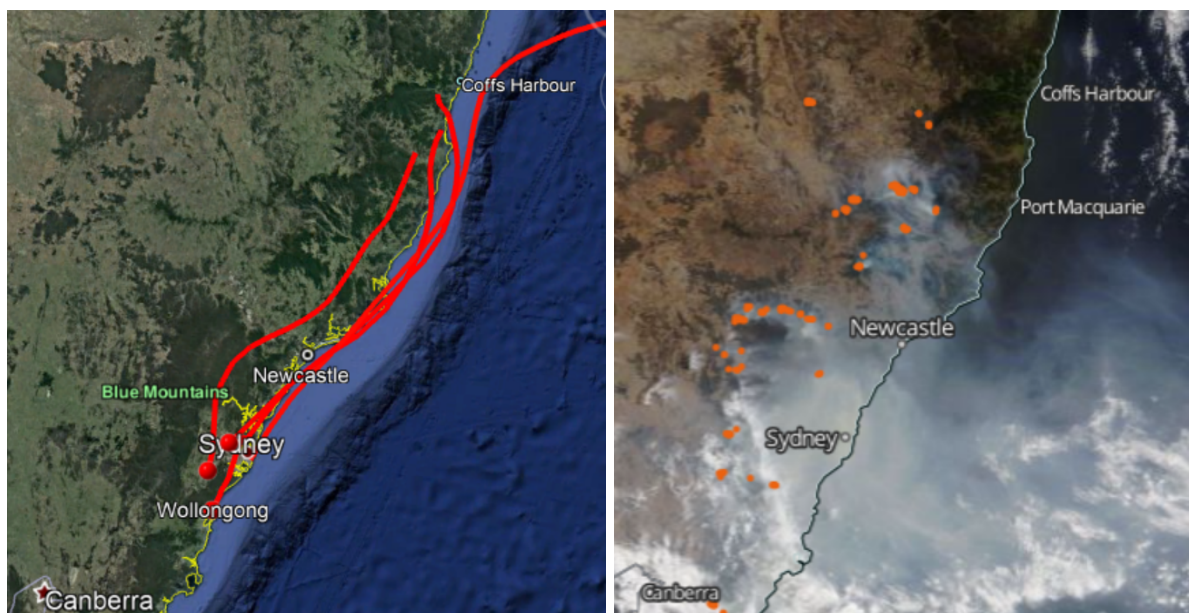 Coffs Harbour
Newcastle
Blue Mountains
Sydney
Wollongong
Canberra
Coffs Harbour
Port Macquarie
Newcastle
Sydney
Canberra